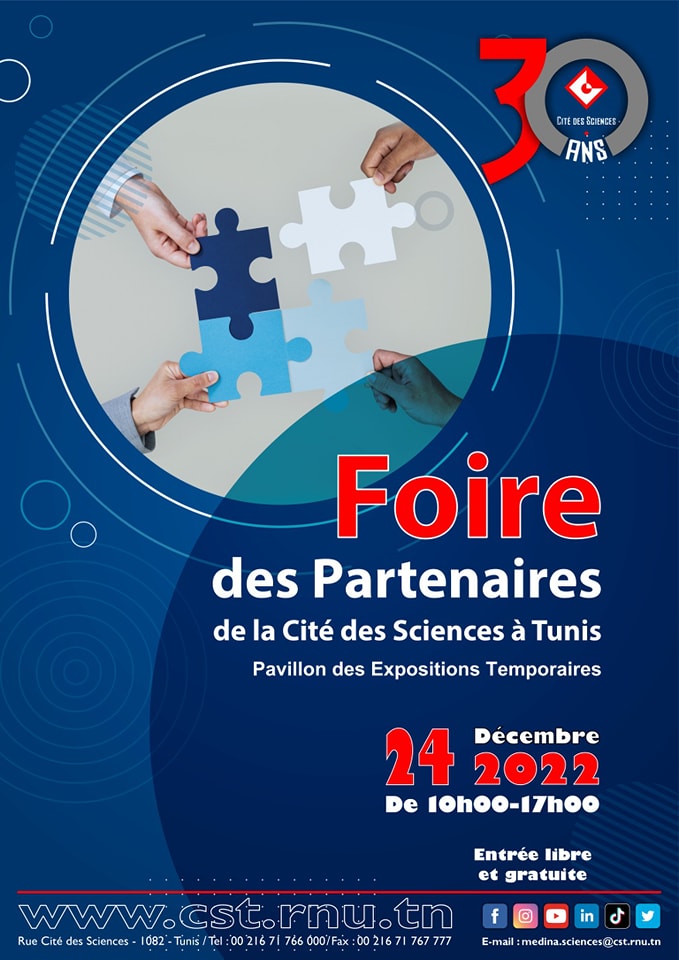 30
CITÉ DES SCIENCES
ANS
Foire
des Partenaires
de la Cité des Sciences à Tunis
Pavillon des Expositions Temporaires
24 Décembre
2022
De 10h00-17h00
Entrée libre
et gratuite
www.cst.rnu.tn
Rue Cité des Sciences - 1082 - Tunis / Tel : 00 216 71 766 000 / Fax : 00 216 71 767 777
E-mail : medina.sciences@cst.rnu.tn